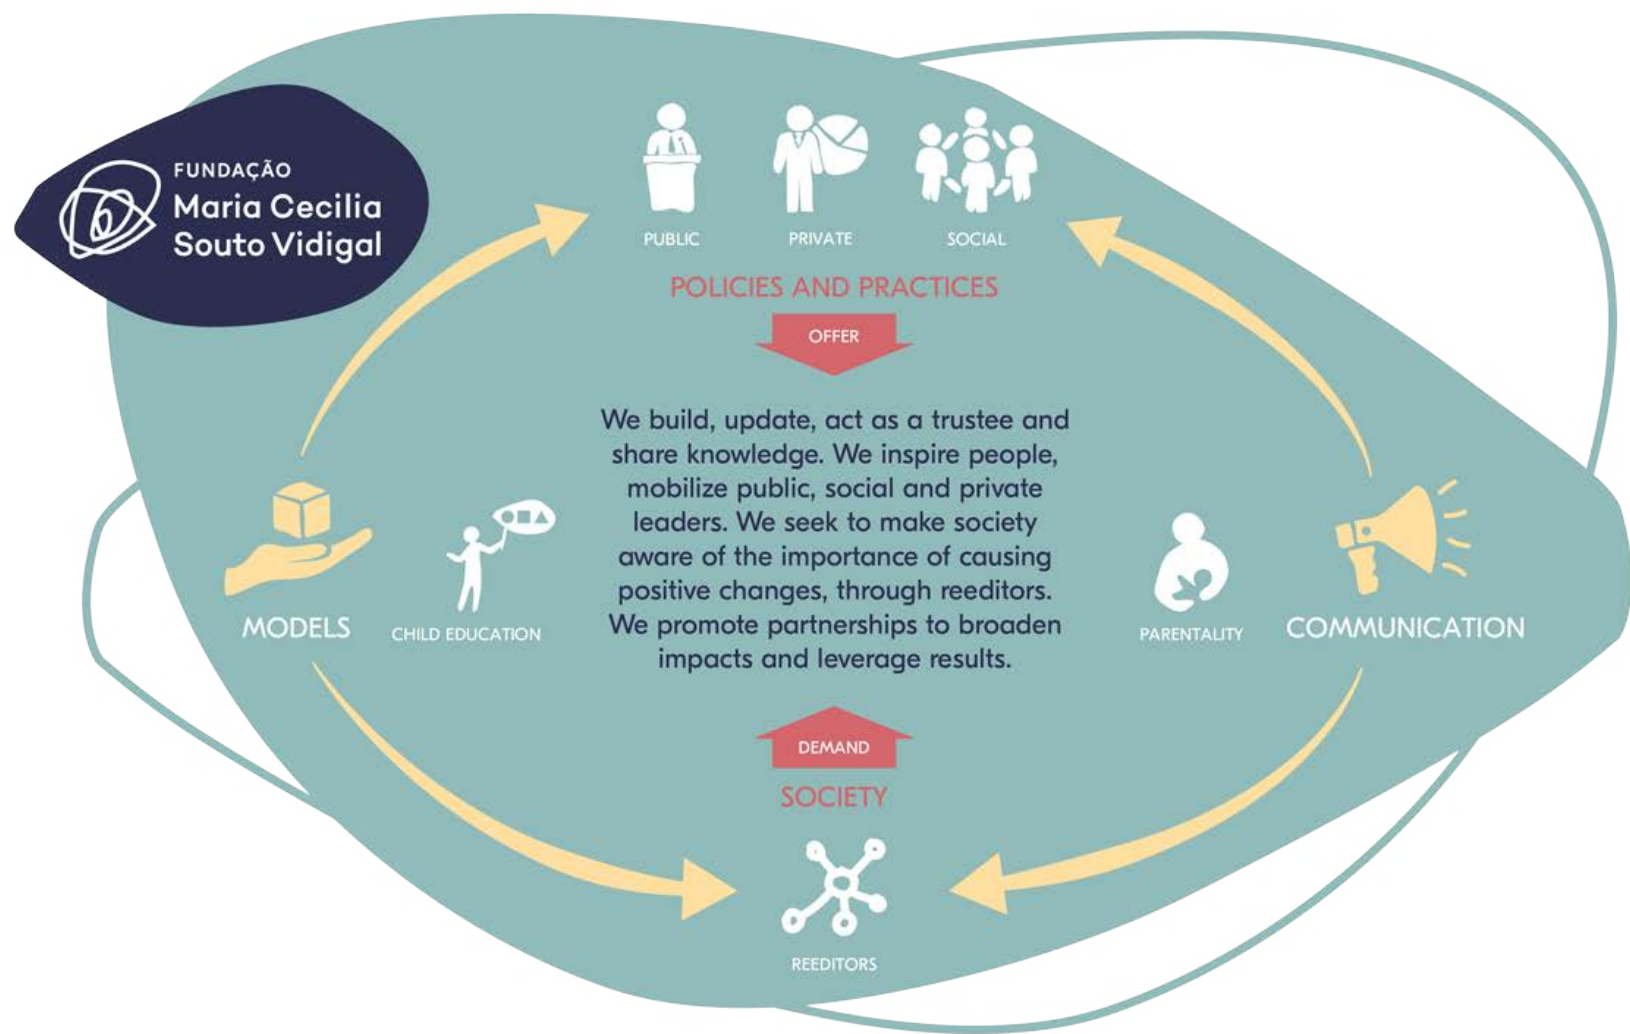 FUNDAÇÃO
Maria Cecilia
Souto Vidigal
PUBLIC
PRIVATE
SOCIAL
POLICIES AND PRACTICES
OFFER
We build, update, act as a trustee and
share knowledge. We inspire people,
mobilize public, social and private
leaders. We seek to make society
aware of the importance of causing
positive changes, through reeditors.
We promote partnerships to broaden
impacts and leverage results.
MODELS
CHILD EDUCATION
PARENTALITY
COMMUNICATION
DEMAND
SOCIETY
REEDITORS